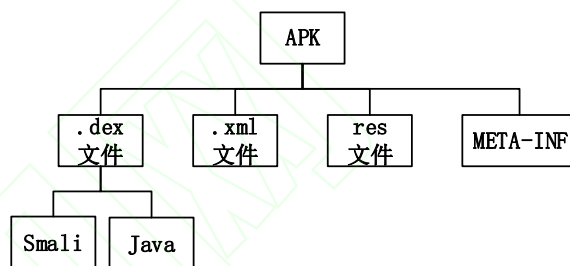 APK
.dex
文件
.xml
文件
res
文件
META-INF
Smali
Java